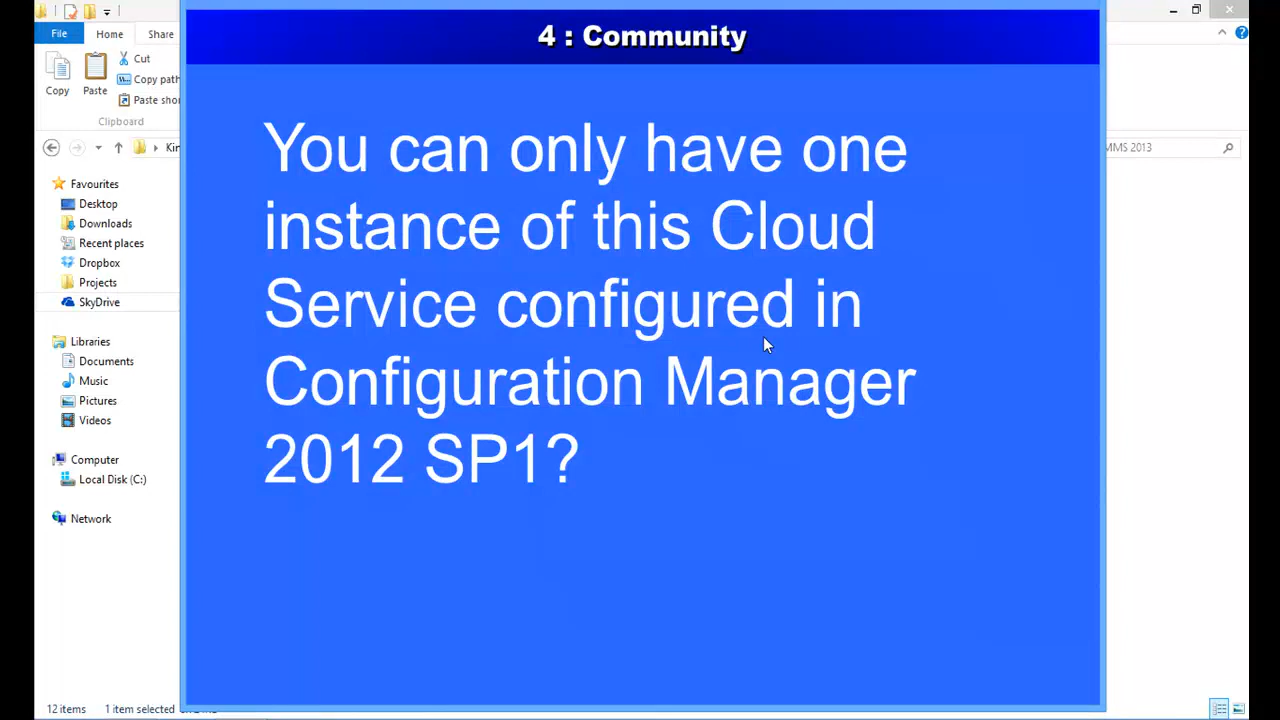 4 : Community
File
Home
Share
Cut
Copy path
Paste shor
Copy
Paste
Clipboard
Kin
MMS 2013
You can only have one
instance of this Cloud
Service configured in
Configuration Manager
2012 SP1?
Favourites
Desktop
Downloads
Recent places
Dropbox
Projects
SkyDrive
Libraries
Documents
Music
Pictures
Videos
Computer
Local Disk (C:)
Network
12 items
1 item selected